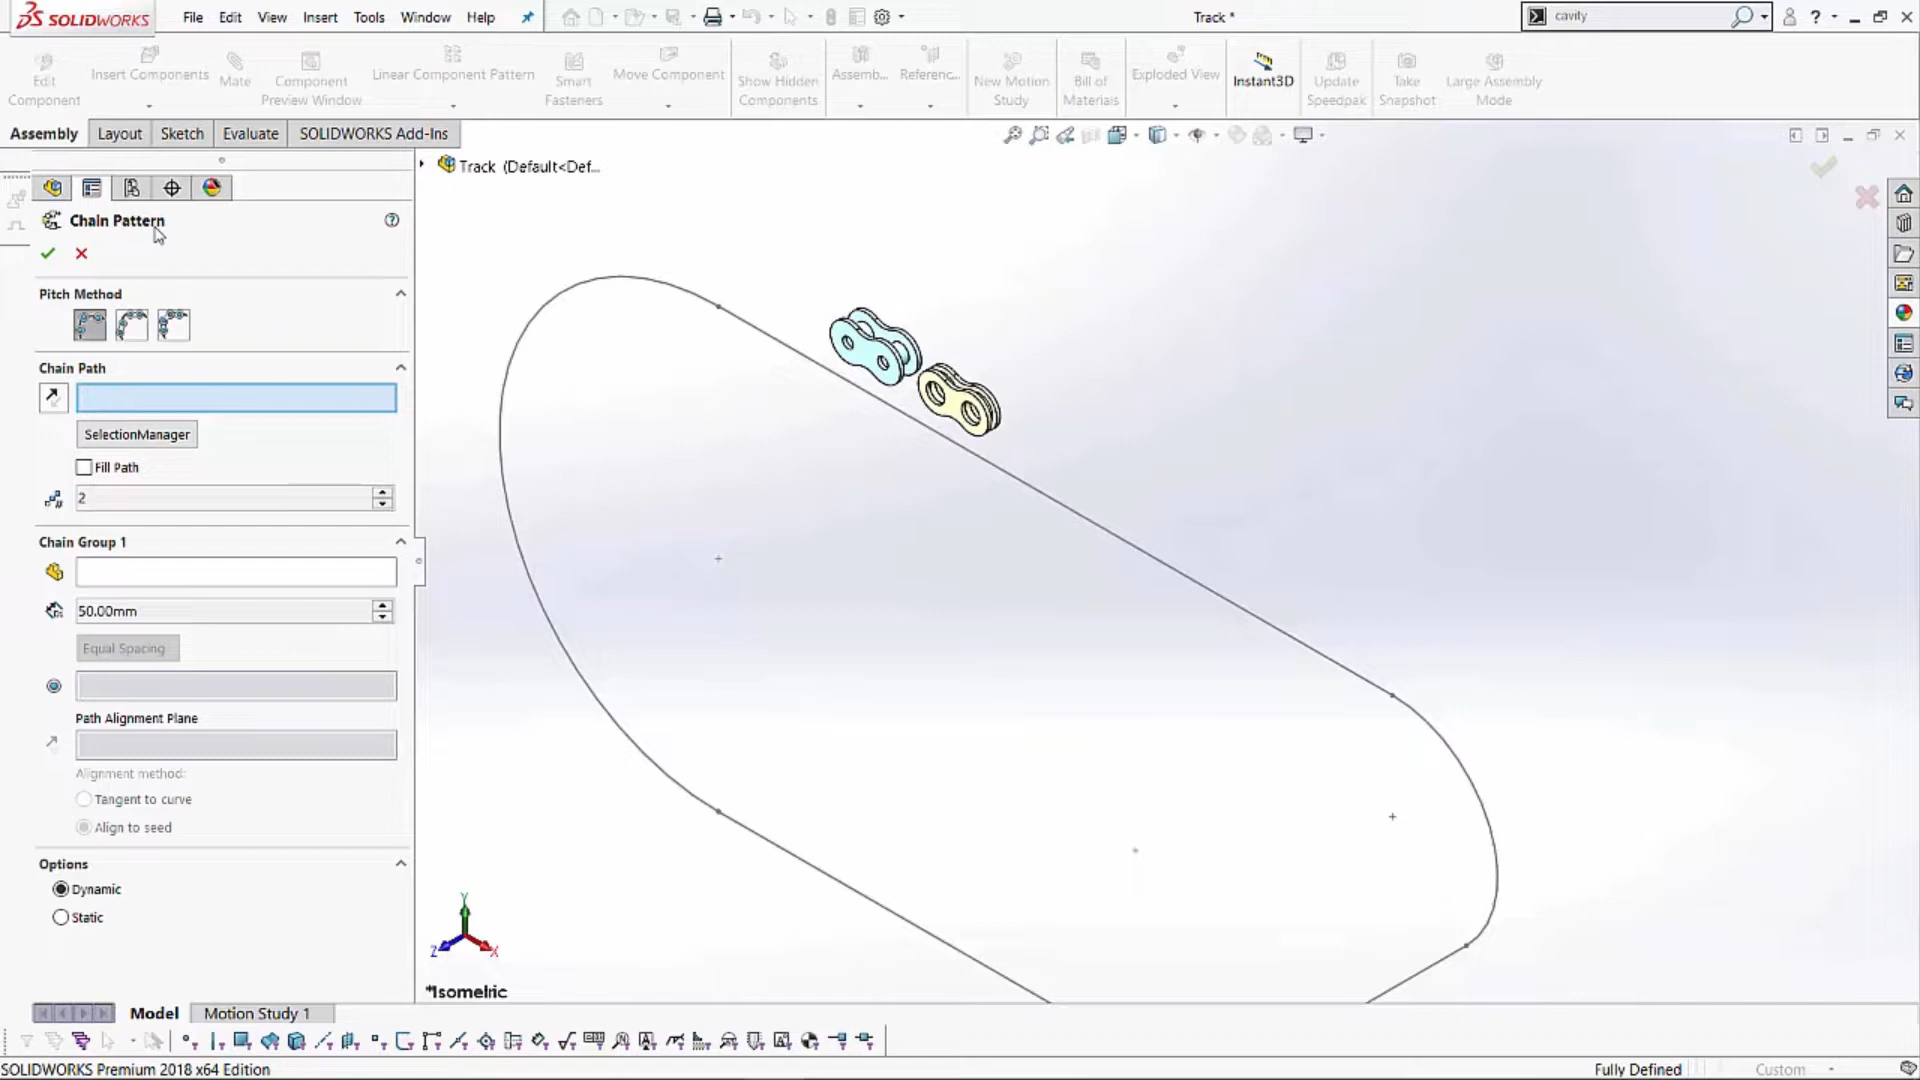 SOLIDWORKS
File Edit View Insert Tools Window Help
Track *
cavity
Edit Component
Insert Components
Mate
Component Preview Window
Linear Component Pattern
Smart Fasteners
Move Component
Show Hidden Components
Assemb...
Referenc...
New Motion Study
Bill of Materials
Exploded View
Instant3D
Update Speedpak
Take Snapshot
Large Assembly Mode
Assembly Layout Sketch Evaluate SOLIDWORKS Add-Ins
Track (Default<Def...
Chain Pattern
Pitch Method
Chain Path
SelectionManager
Fill Path
2
Chain Group 1
50.00mm
Equal Spacing
Path Alignment Plane
Alignment method:
Tangent to curve
Align to seed
Options
Dynamic
Static
Y
Z X
*Isometric
Model Motion Study 1
SOLIDWORKS Premium 2018 x64 Edition
Fully Defined
Custom